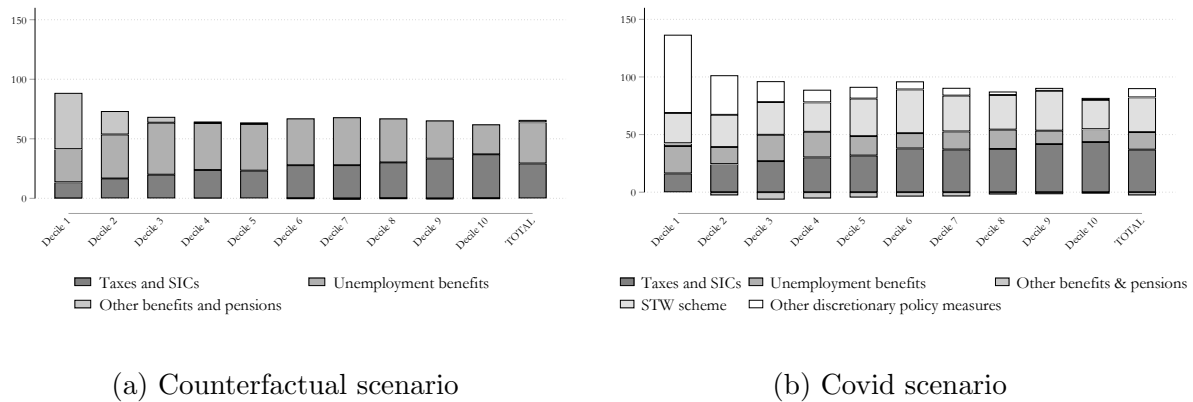 150
100
50
0
Decile 1 Decile 2 Decile 3 Decile 4 Decile 5 Decile 6 Decile 7 Decile 8 Decile 9 Decile 10 TOTAL
Taxes and SICs Unemployment benefits
Other benefits and pensions
(a) Counterfactual scenario
150
100
50
0
Decile 1 Decile 2 Decile 3 Decile 4 Decile 5 Decile 6 Decile 7 Decile 8 Decile 9 Decile 10 TOTAL
Taxes and SICs Unemployment benefits Other benefits & pensions
STW scheme Other discretionary policy measures
(b) Covid scenario